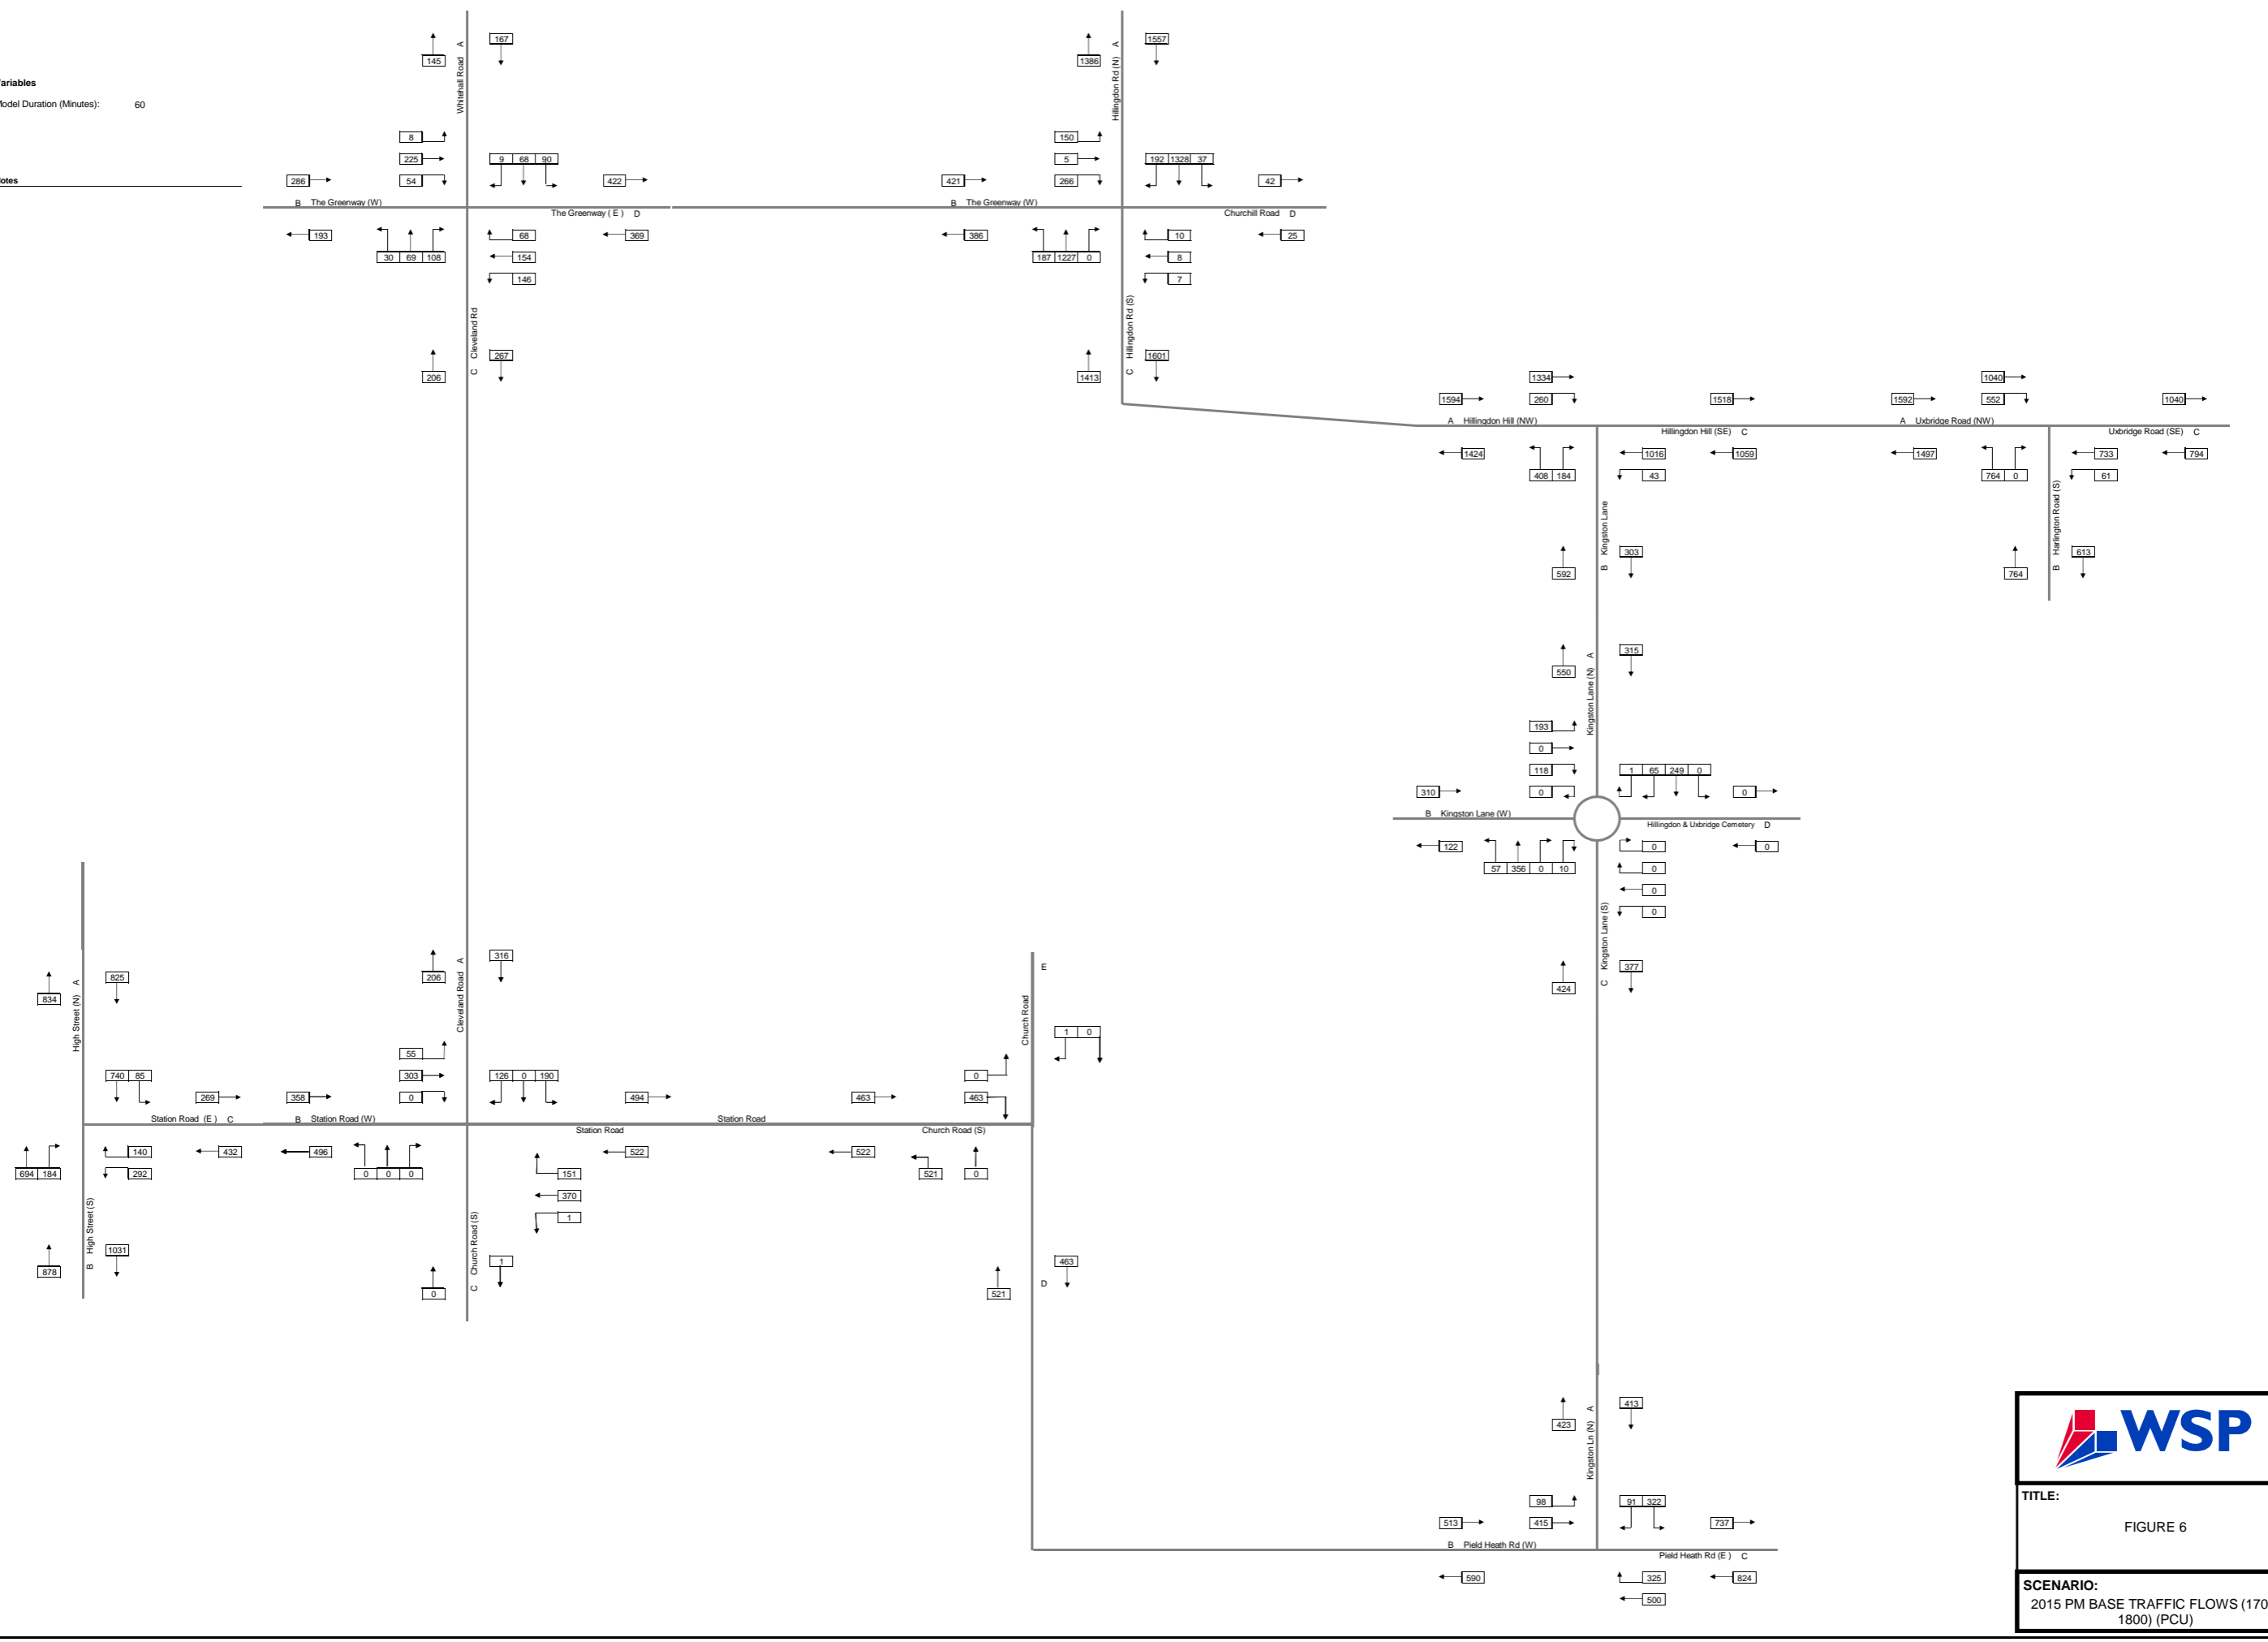 167
1557
145
1386
Whitehall Road A
Hillingdon Rd (N) A
ariables
Model Duration (Minutes): 60
8
150
225
9 68 90
5
192 1328 37
otes
286
54
422
421
266
42
B The Greenway (W)
B The Greenway (W)
The Greenway ( E ) D
Churchill Road D
193
68
369
386
10
25
30 69 108
154
187 1227 0
8
146
7
C Cleveland Rd
C Hillingdon Rd (S)
267
1601
206
1413
1334
1040
1594
260
1518
1592
552
1040
A Hillingdon Hill (NW)
A Uxbridge Road (NW)
Hillingdon Hill (SE) C
Uxbridge Road (SE) C
1424
1016
1059
1497
733
794
408 184
43
764 0
61
B Kingston Lane
B Harlington Road (S)
303
613
592
764
315
550
Kingston Lane (N) A
193
0
118
1 65 249 0
310
0
0
B Kingston Lane (W)
Hillingdon & Uxbridge Cemetery D
122
0
0
57 356 0 10
0
0
0
C Kingston Lane (S)
316
377
825
206
E
424
834
High Street (N) A
Cleveland Road A
Church Road
1 0
55
740 85
303
126 0 190
0
269
358
0
494
463
463
Station Road (E ) C
B Station Road (W)
Station Road
Station Road
Church Road (S)
140
432
496
522
522
694 184
292
0 0 0
151
521
0
370
1
B High Street (S)
C Church Road (S)
1031
1
463
878
0
521
D
413
423
Kingston Ln (N) A
98
91 322
513
415
737
B Pield Heath Rd (W)
Pield Heath Rd (E ) C
590
325
824
500
WSP
TITLE:
FIGURE 6
SCENARIO:
2015 PM BASE TRAFFIC FLOWS (170
1800) (PCU)